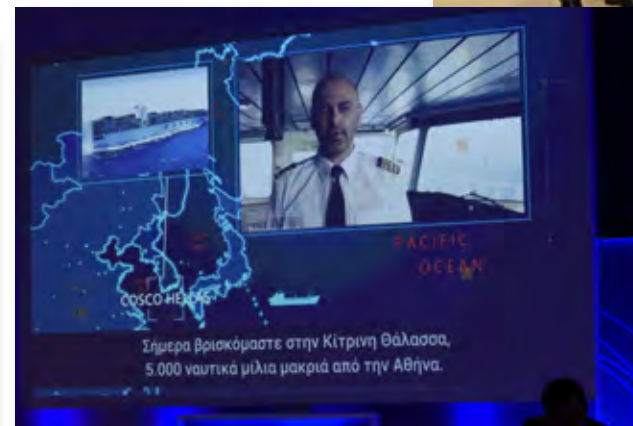 PACIFIC
OCEAN
COSCO HELLAS
Σήμερα βρισκόμαστε στην Κίτρινη Θάλασσα,
5.000 ναυτικά μίλια μακριά από την Αθήνα.